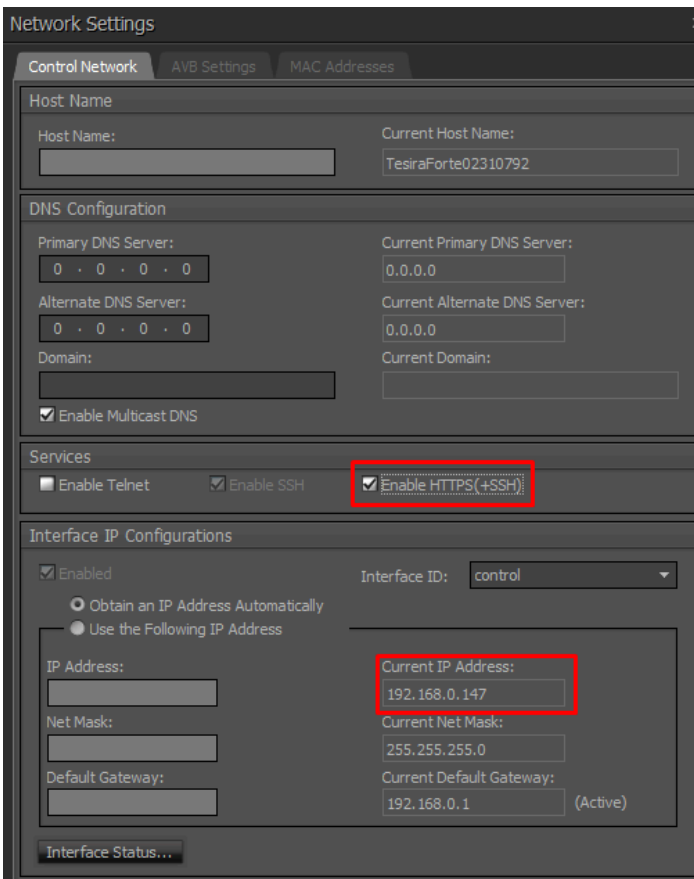 Network Settings
Control Network AVB Settings MAC Addresses
Host Name
Host Name: Current Host Name:
TesiraForte02310792
DNS Configuration
Primary DNS Server: Current Primary DNS Server:
0 . 0 . 0 . 0 0.0.0.0
Alternate DNS Server: Current Alternate DNS Server:
0 . 0 . 0 . 0 0.0.0.0
Domain: Current Domain:
Enable Multicast DNS
Services
Enable Telnet Enable SSH Enable HTTPS(+SSH)
Interface IP Configurations
Enabled Interface ID: control
Obtain an IP Address Automatically
Use the Following IP Address
IP Address: Current IP Address:
192.168.0.147
Net Mask: Current Net Mask:
255.255.255.0
Default Gateway: Current Default Gateway:
192.168.0.1 (Active)
Interface Status...